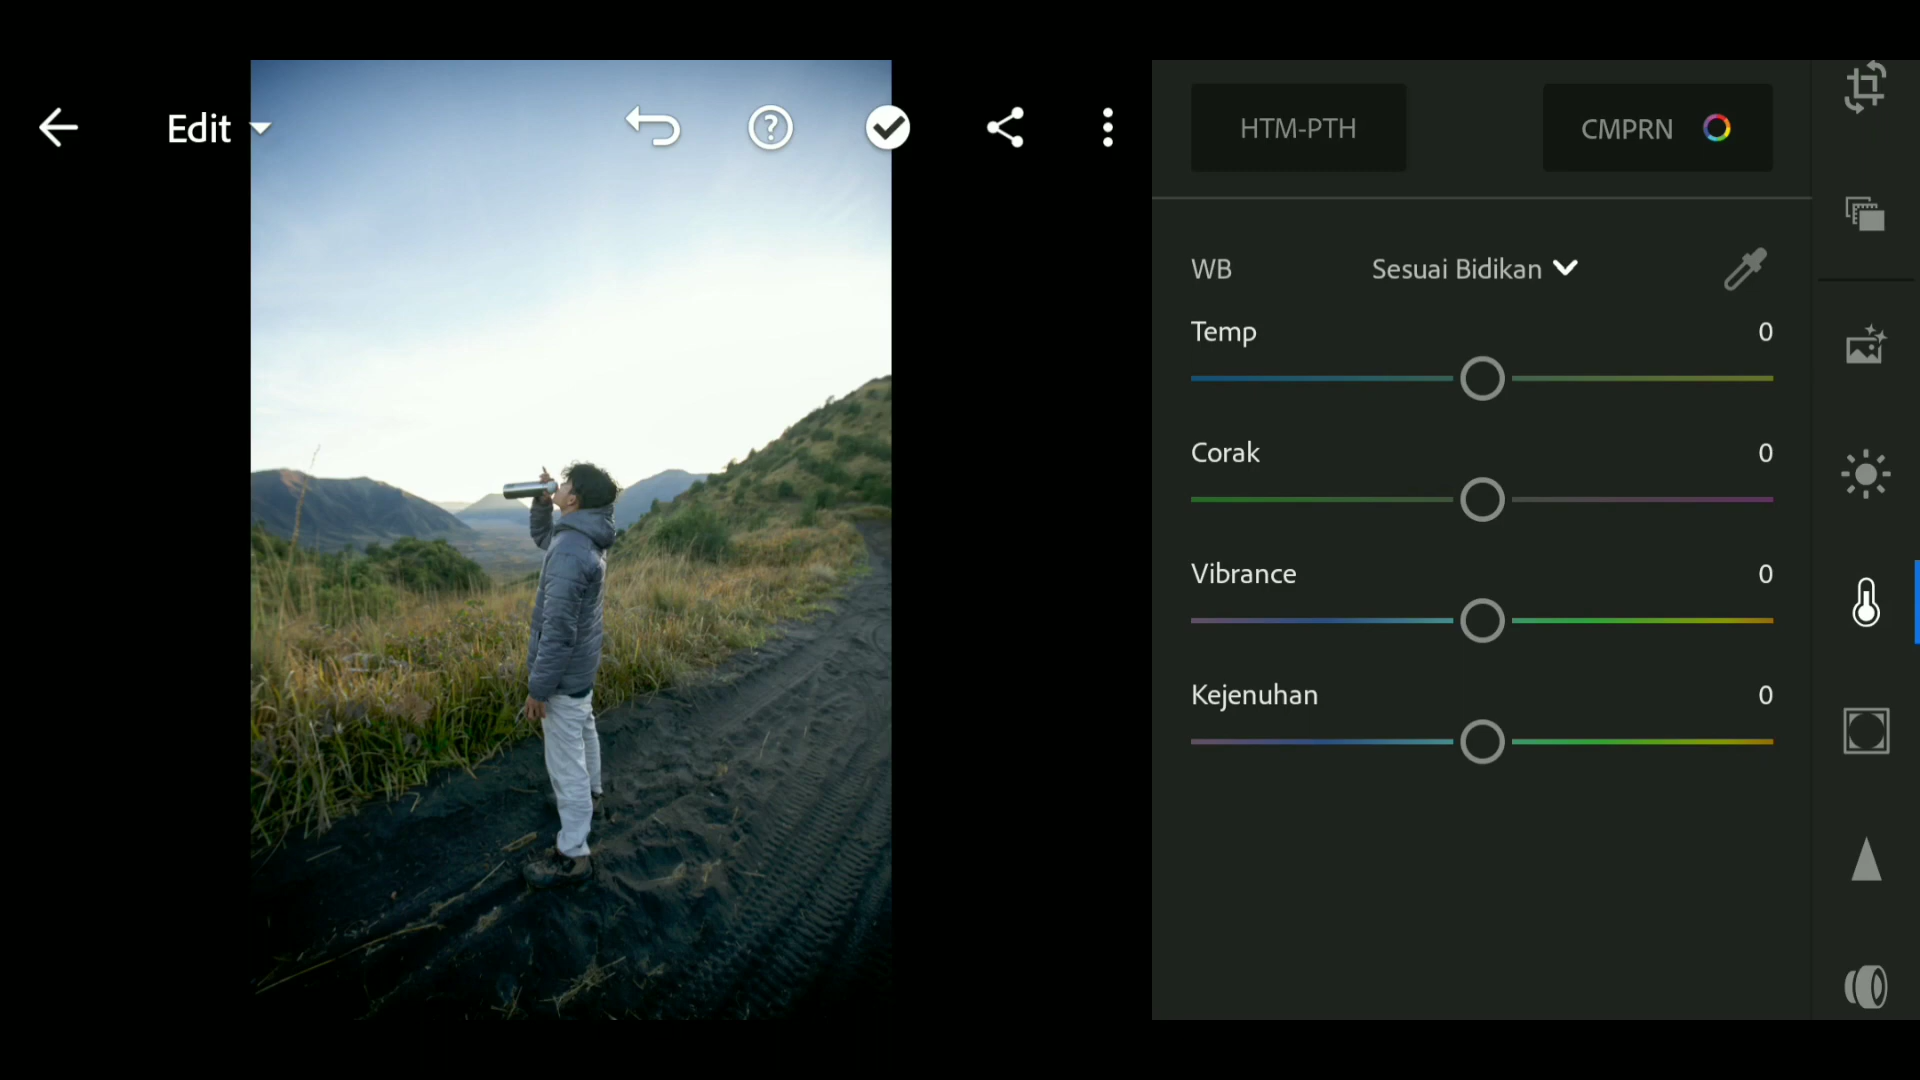 Edit
HTM-PTH
CMPRN
WB
Sesuai Bidikan
Temp
0
Corak
0
Vibrance
0
Kejenuhan
0